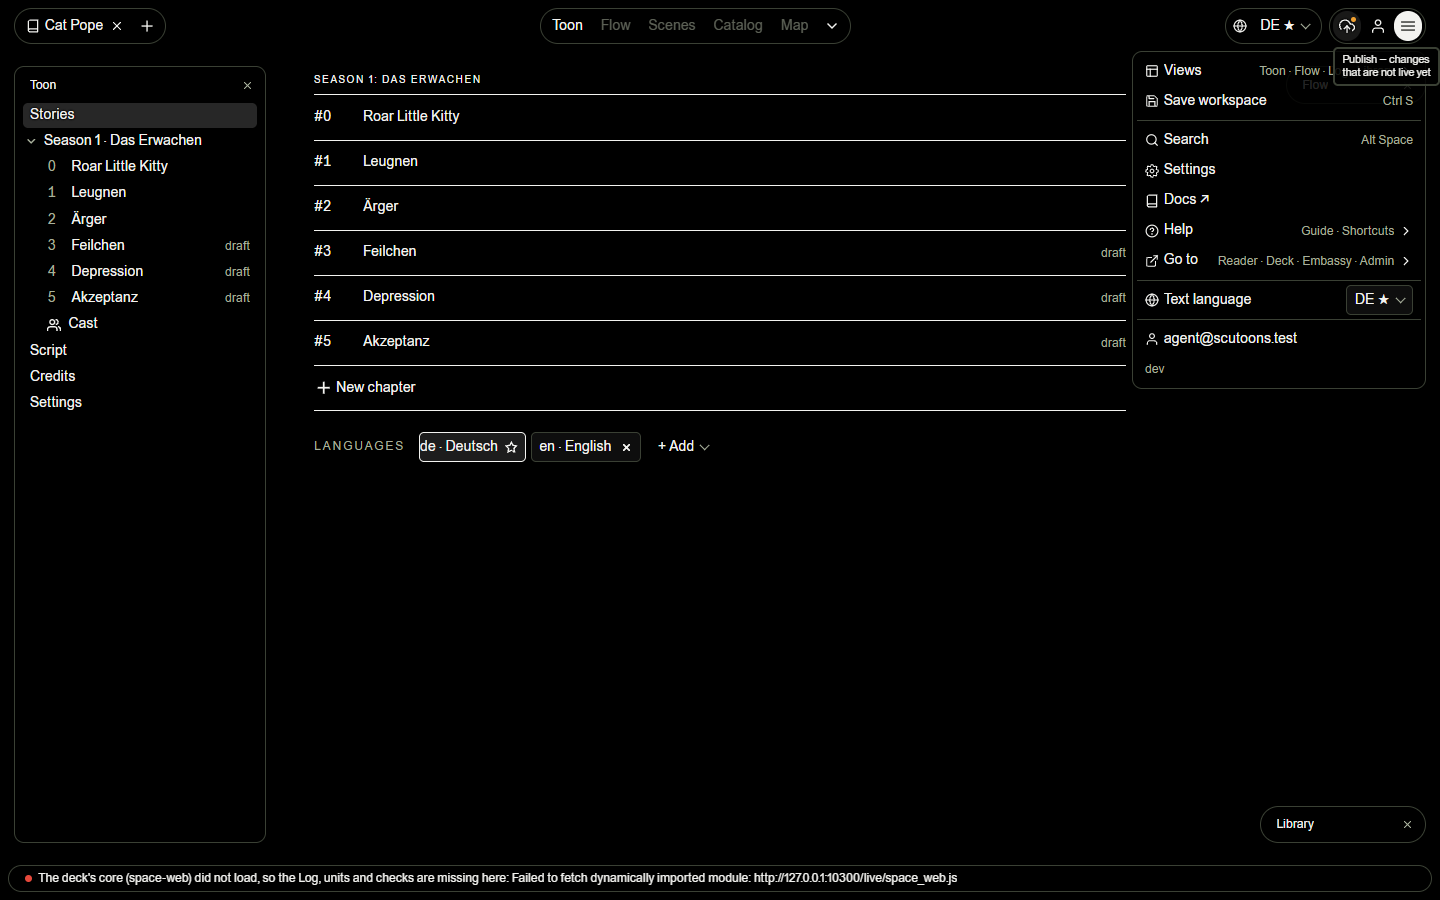 Cat Pope
Toon Flow Scenes Catalog Map
DE ★
Publish – changes
that are not live yet
Toon
Stories
Season 1 · Das Erwachen
0 Roar Little Kitty
1 Leugnen
2 Ärger
3 Feilchen draft
4 Depression draft
5 Akzeptanz draft
Cast
Script
Credits
Settings
SEASON 1: DAS ERWACHEN
#0 Roar Little Kitty
#1 Leugnen
#2 Ärger
#3 Feilchen draft
#4 Depression draft
#5 Akzeptanz draft
New chapter
LANGUAGES de · Deutsch en · English + Add
Views Toon · Flow ·
Flow
Save workspace Ctrl S
Search Alt Space
Settings
Docs
Help Guide · Shortcuts
Go to Reader · Deck · Embassy · Admin
Text language DE ★
agent@scutoons.test
dev
Library
The deck's core (space-web) did not load, so the Log, units and checks are missing here: Failed to fetch dynamically imported module: http://127.0.0.1:10300/live/space_web.js